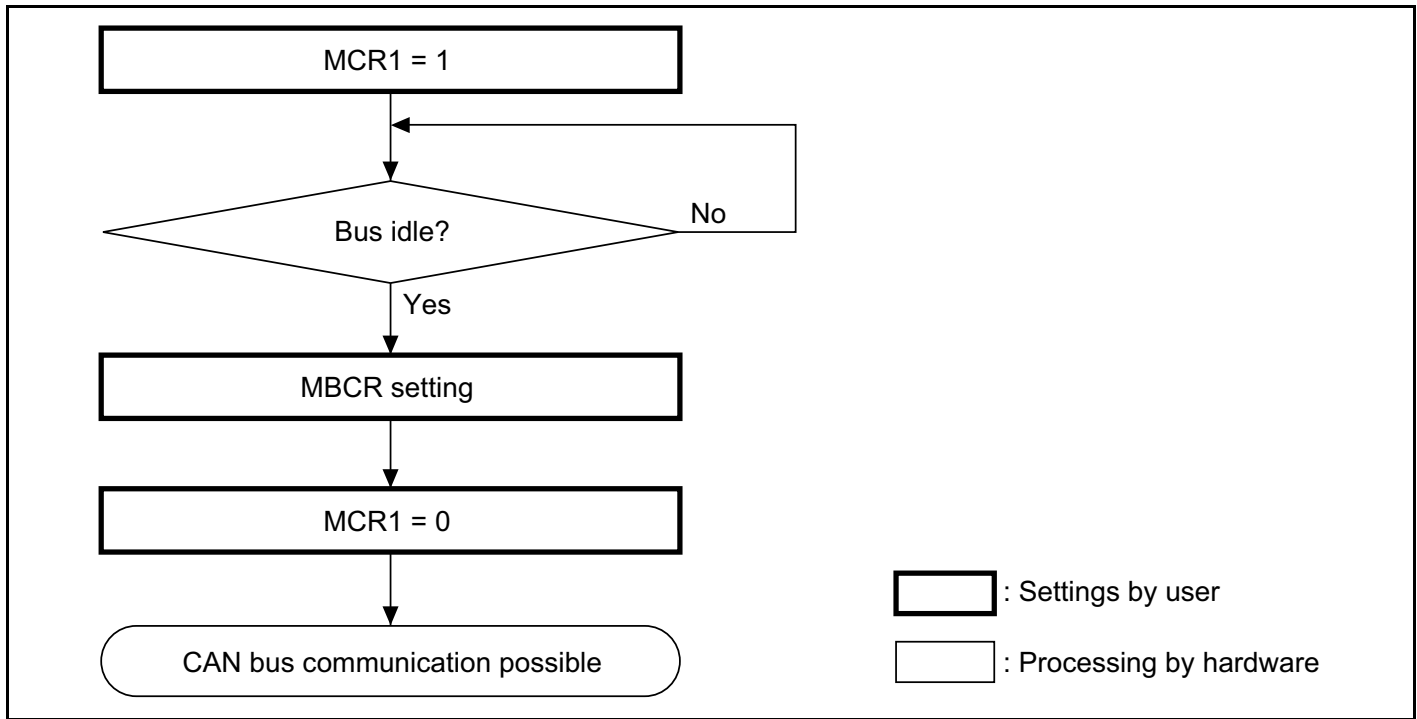 MCR1 = 1
Bus idle?
No
Yes
MBCR setting
MCR1 = 0
CAN bus communication possible
: Settings by user
: Processing by hardware